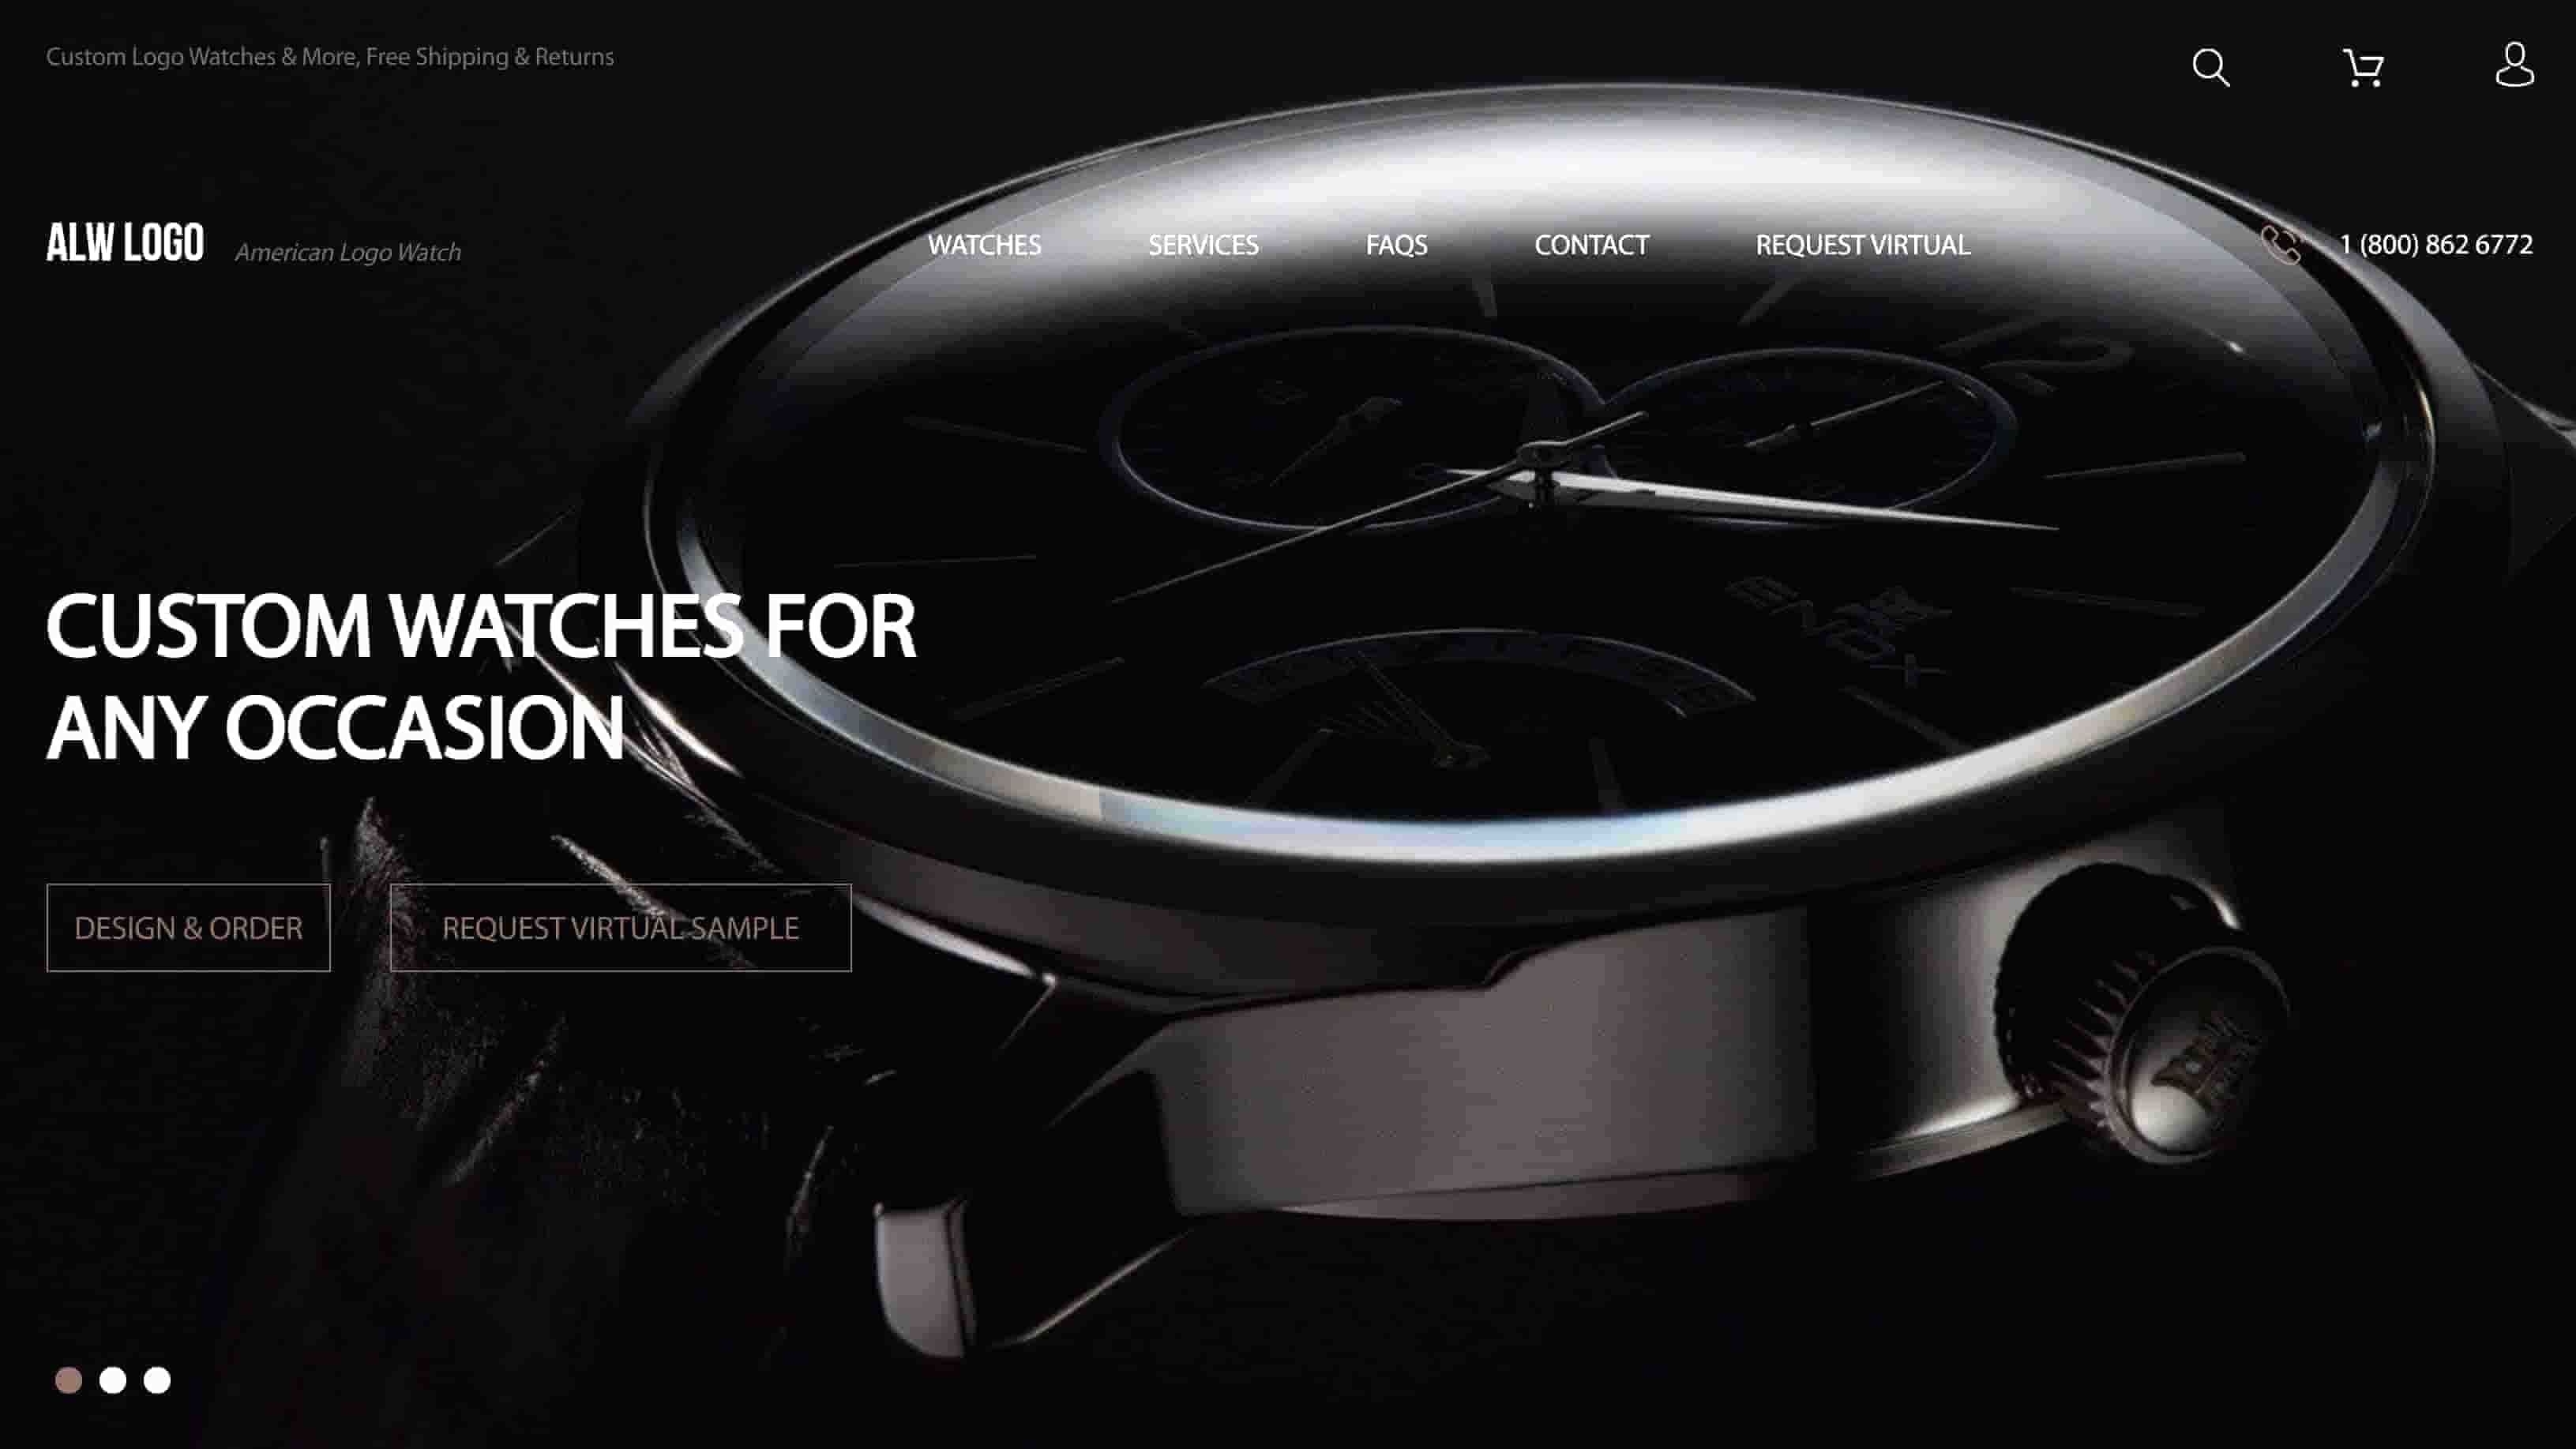 Custom Logo Watches & More, Free Shipping & Returns
ALW LOGO American Logo Watch
WATCHES SERVICES FAQS CONTACT REQUEST VIRTUAL 1 (800) 862 6772
12
CUSTOM WATCHES FOR
ANY OCCASION
DESIGN & ORDER REQUEST VIRTUAL SAMPLE